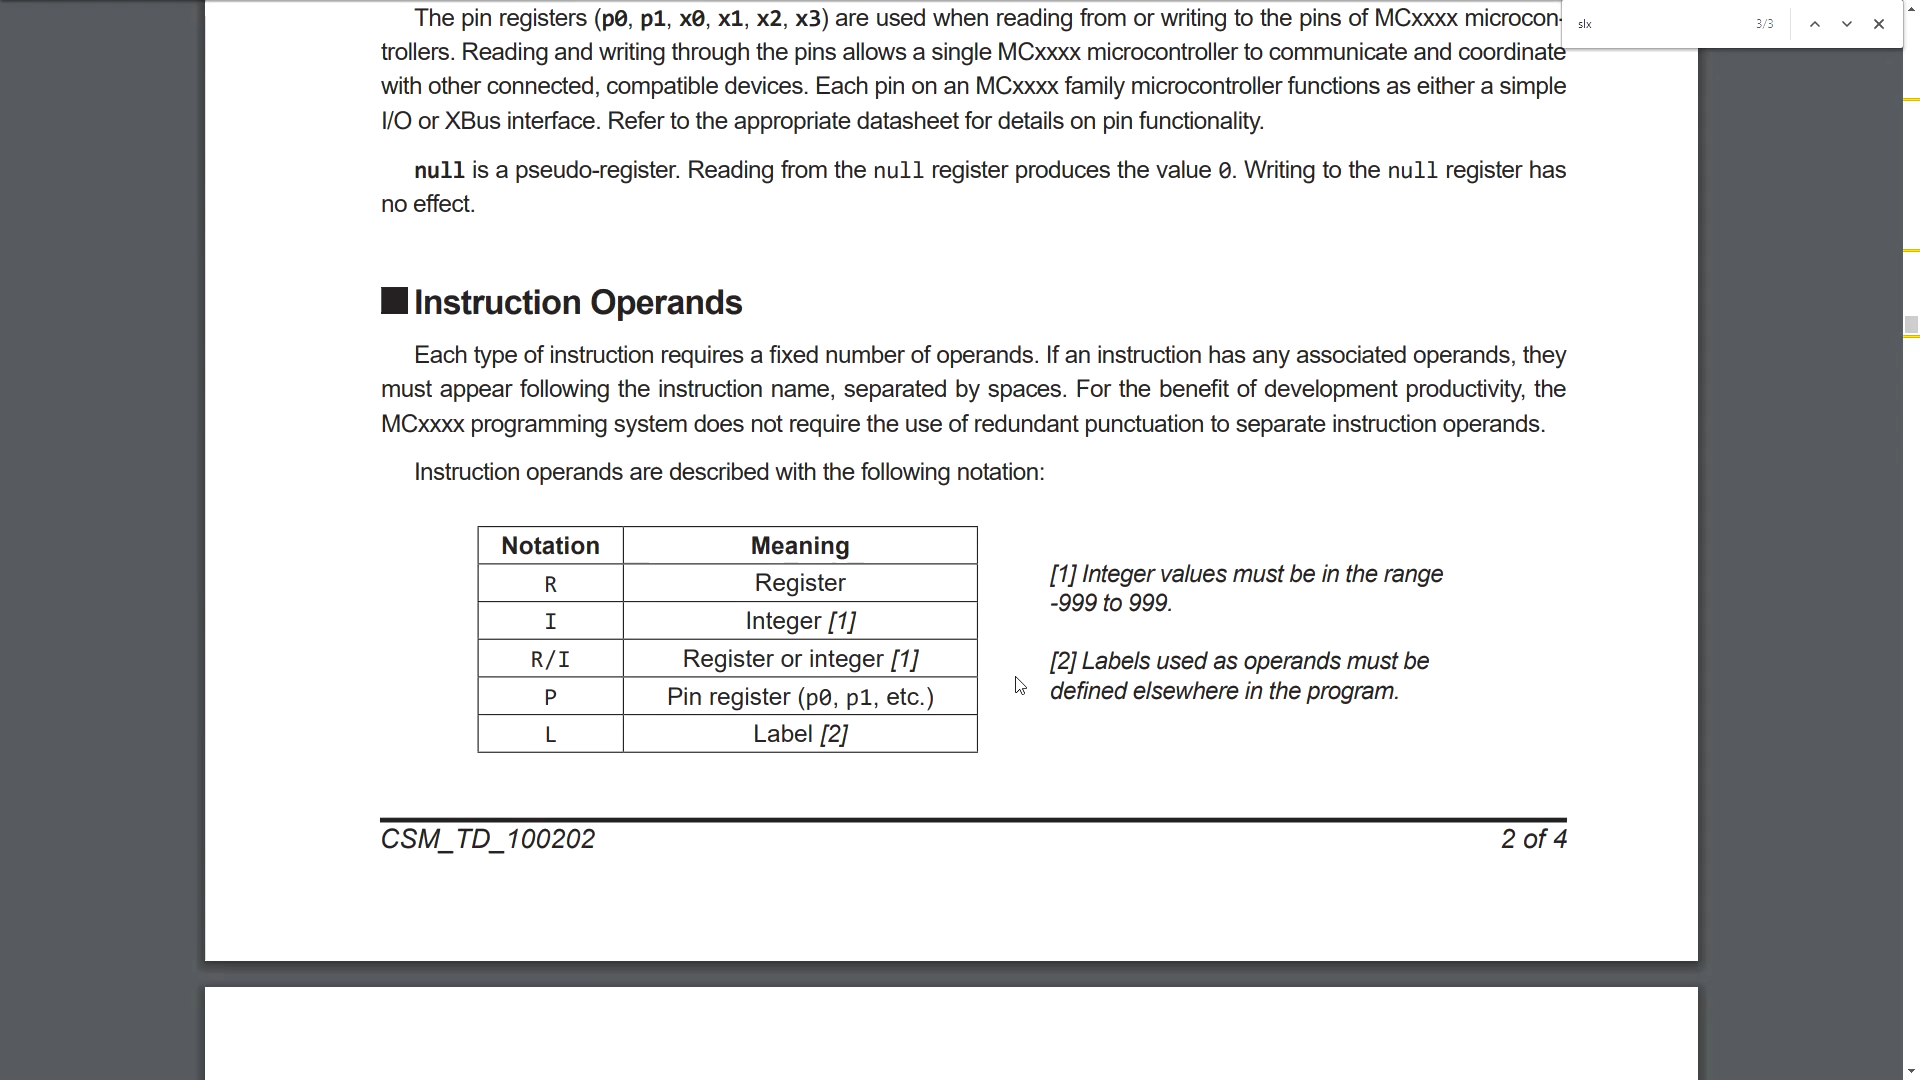 The pin registers (p0, p1, x0, x1, x2, x3) are used when reading from or writing to the pins of MCxxxx microcon-
slx
3/3
trollers. Reading and writing through the pins allows a single MCxxxx microcontroller to communicate and coordinate
with other connected, compatible devices. Each pin on an MCxxxx family microcontroller functions as either a simple
I/O or XBus interface. Refer to the appropriate datasheet for details on pin functionality.
null is a pseudo-register. Reading from the null register produces the value 0. Writing to the null register has
no effect.
Instruction Operands
Each type of instruction requires a fixed number of operands. If an instruction has any associated operands, they
must appear following the instruction name, separated by spaces. For the benefit of development productivity, the
MCxxxx programming system does not require the use of redundant punctuation to separate instruction operands.
Instruction operands are described with the following notation:
Notation Meaning
R Register
I Integer [1]
R/I Register or integer [1]
P Pin register (p0, p1, etc.)
L Label [2]
[1] Integer values must be in the range
-999 to 999.
[2] Labels used as operands must be
defined elsewhere in the program.
CSM_TD_100202 2 of 4